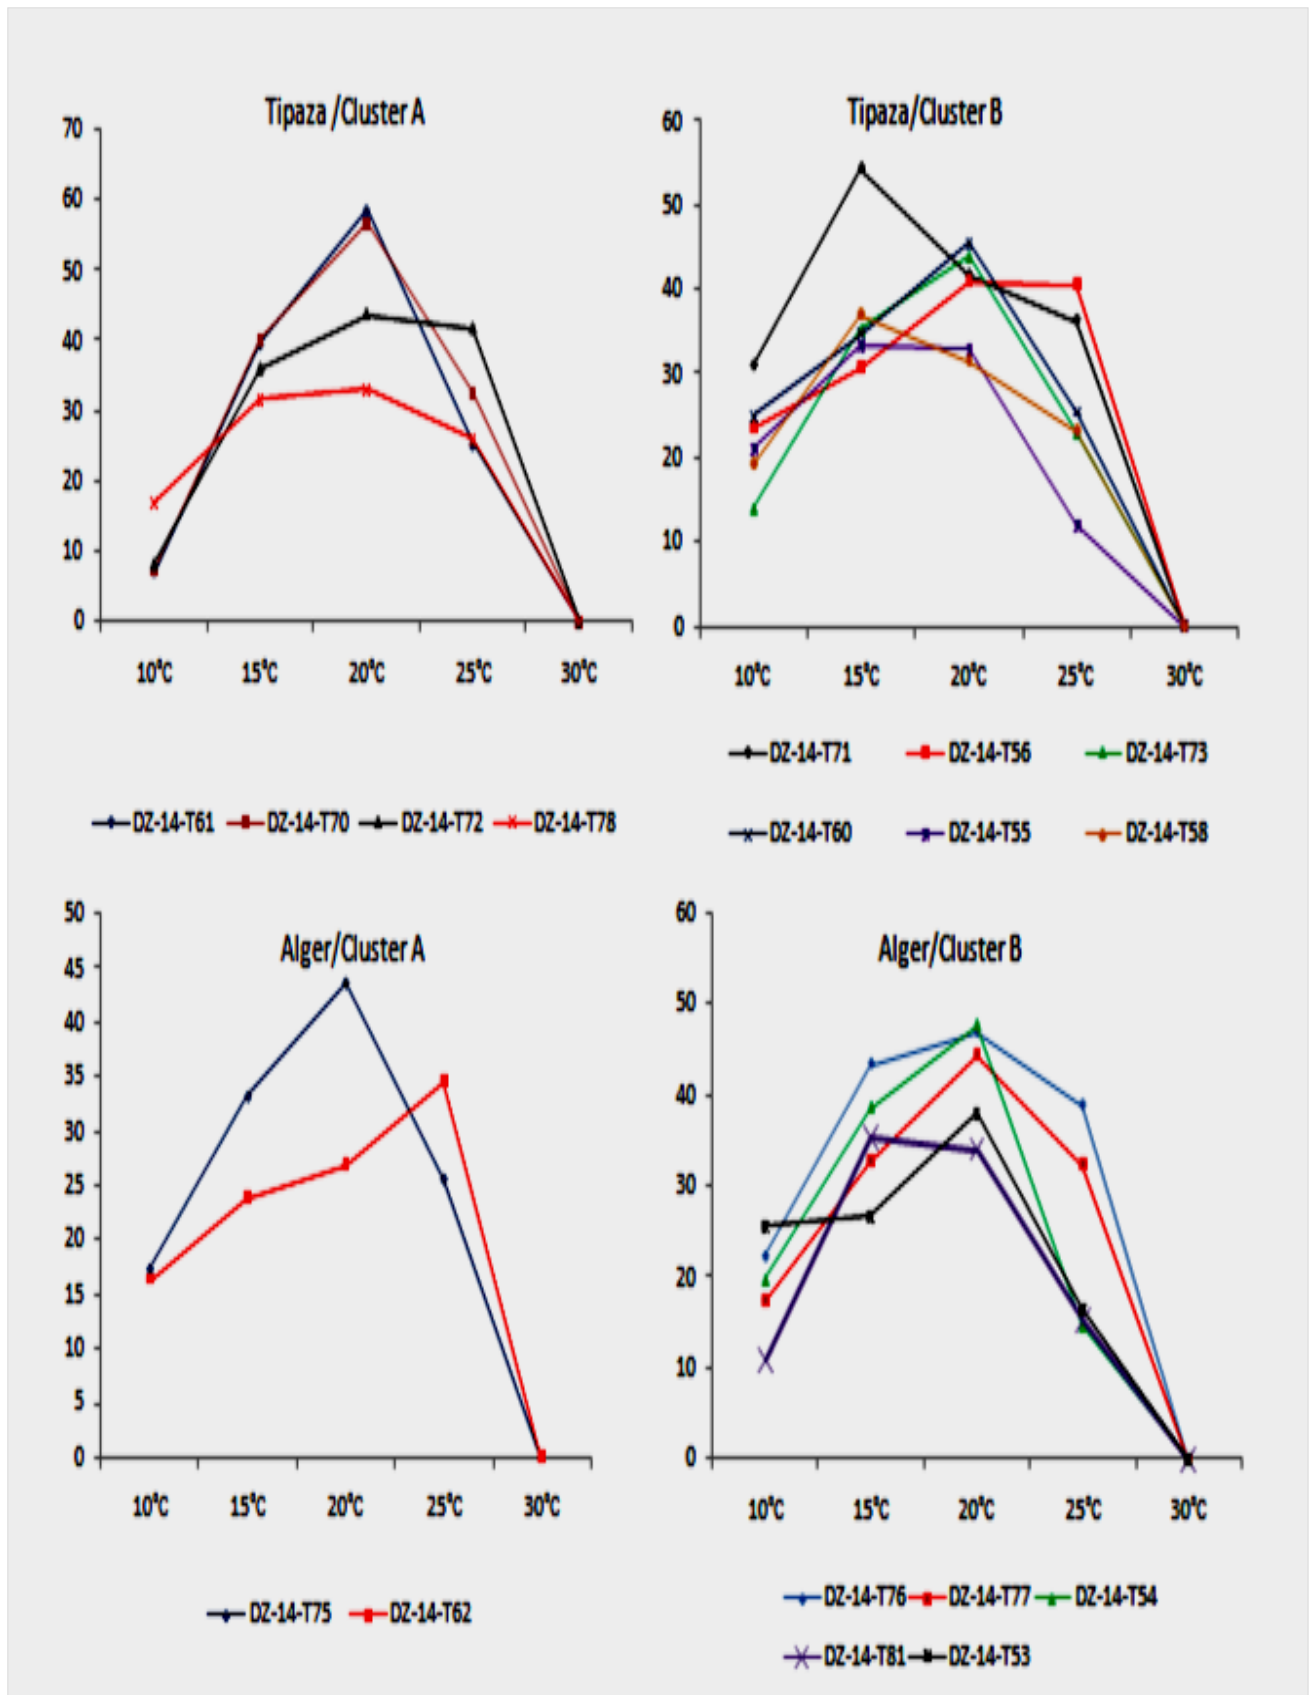 Tipaza /Cluster A
70
60
50
40
30
20
10
0
10°C 15°C 20°C 25°C 30°C
DZ-14-T61 DZ-14-T70 DZ-14-T72 DZ-14-T78
Tipaza/Cluster B
60
50
40
30
20
10
0
10°C 15°C 20°C 25°C 30°C
DZ-14-T71 DZ-14-T56 DZ-14-T73
DZ-14-T60 DZ-14-T55 DZ-14-T58
Alger/Cluster A
50
45
40
35
30
25
20
15
10
5
0
10°C 15°C 20°C 25°C 30°C
DZ-14-T75 DZ-14-T62
Alger/Cluster B
60
50
40
30
20
10
0
10°C 15°C 20°C 25°C 30°C
DZ-14-T76 DZ-14-T77 DZ-14-T54
DZ-14-T81 DZ-14-T53